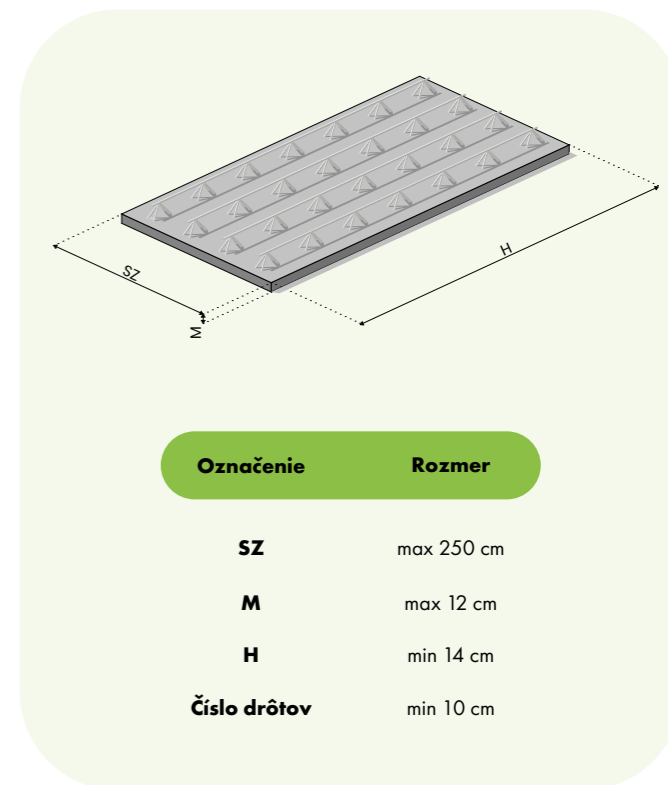 SZ
M
H
Označenie Rozmer
SZ max 250 cm
M max 12 cm
H min 14 cm
Číslo drôtov min 10 cm